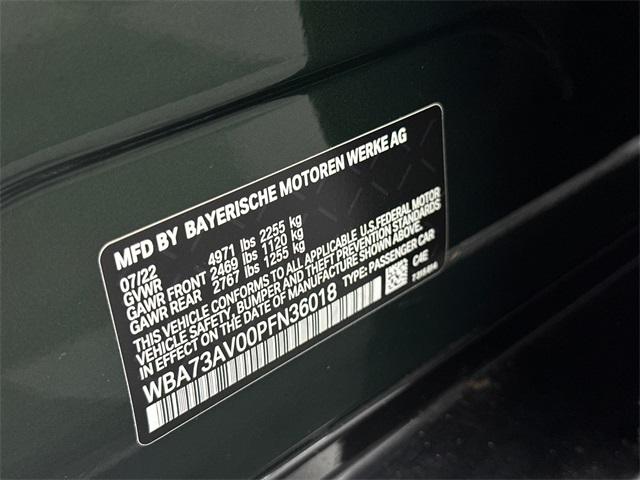 MFD BY BAYERISCHE MOTOREN WERKE AG
07/22
GVWR 4971 lbs 2255 kg
GAWR FRONT 2469 lbs 1120 kg
GAWR REAR 2767 lbs 1255 kg
THIS VEHICLE CONFORMS TO ALL APPLICABLE U.S.FEDERAL MOTOR
VEHICLE SAFETY, BUMPER AND THEFT PREVENTION STANDARDS
IN EFFECT ON THE DATE OF MANUFACTURE SHOWN ABOVE.
WBA73AV00PFN36018 TYPE: PASSENGER CAR
C4E